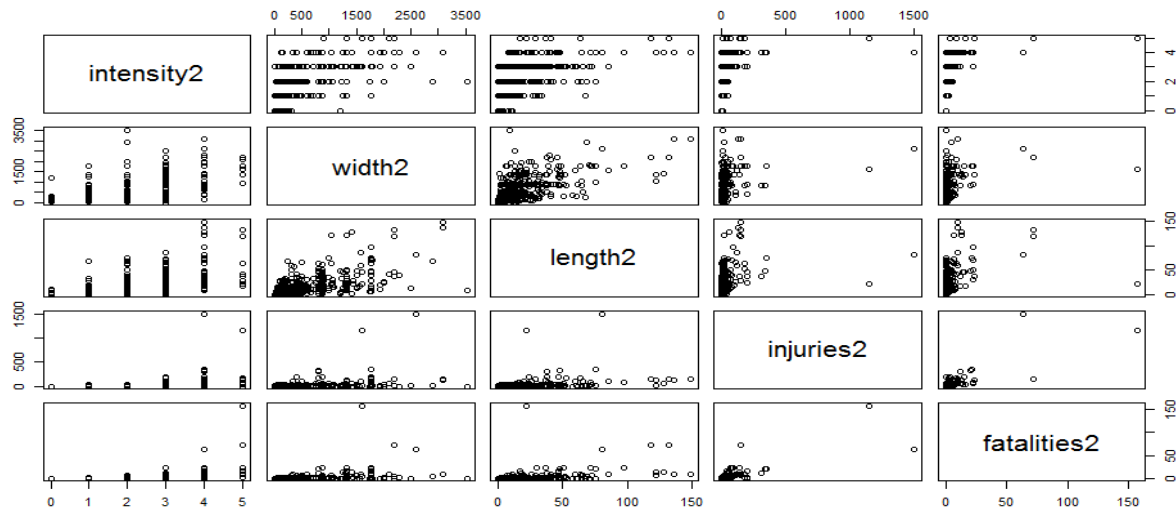 0 500 1500 2500 3500
0 500 1000 1500
intensity2
0 2 4
0 1500 3500
width2
length2
0 50 150
0 500 1500
injuries2
fatalities2
0 50 150
0 1 2 3 4 5
0 50 100 150
0 50 100 150